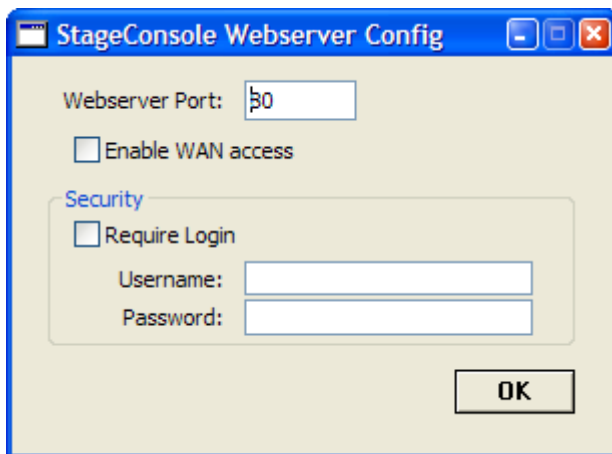 StageConsole Webserver Config
Webserver Port: 80
Enable WAN access
Security
Require Login
Username:
Password:
OK